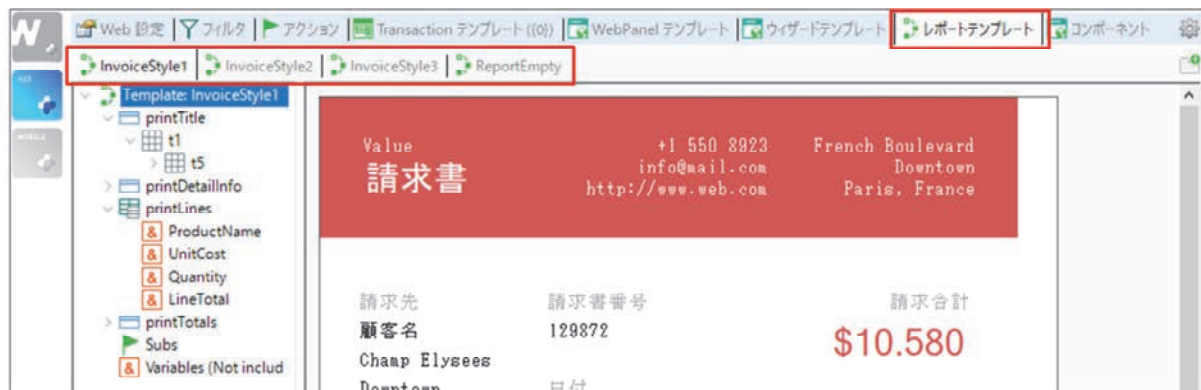 Web 設定 フィルタ アクション Transaction テンプレート ({0}) WebPanel テンプレート ウィザードテンプレート レポートテンプレート コンポーネント
InvoiceStyle1 InvoiceStyle2 InvoiceStyle3 ReportEmpty
Template: InvoiceStyle1
printTitle
t1
t5
printDetailInfo
printLines
ProductName
UnitCost
Quantity
LineTotal
printTotals
Subs
Variables (Not includ
Value
請求書
+1 550 8923
info@mail.com
http://www.web.com
French Boulevard
Downtown
Paris, France
請求先
顧客名
Champ Elysees
Downtown
請求書番号
129872
日付
請求合計
$10.580